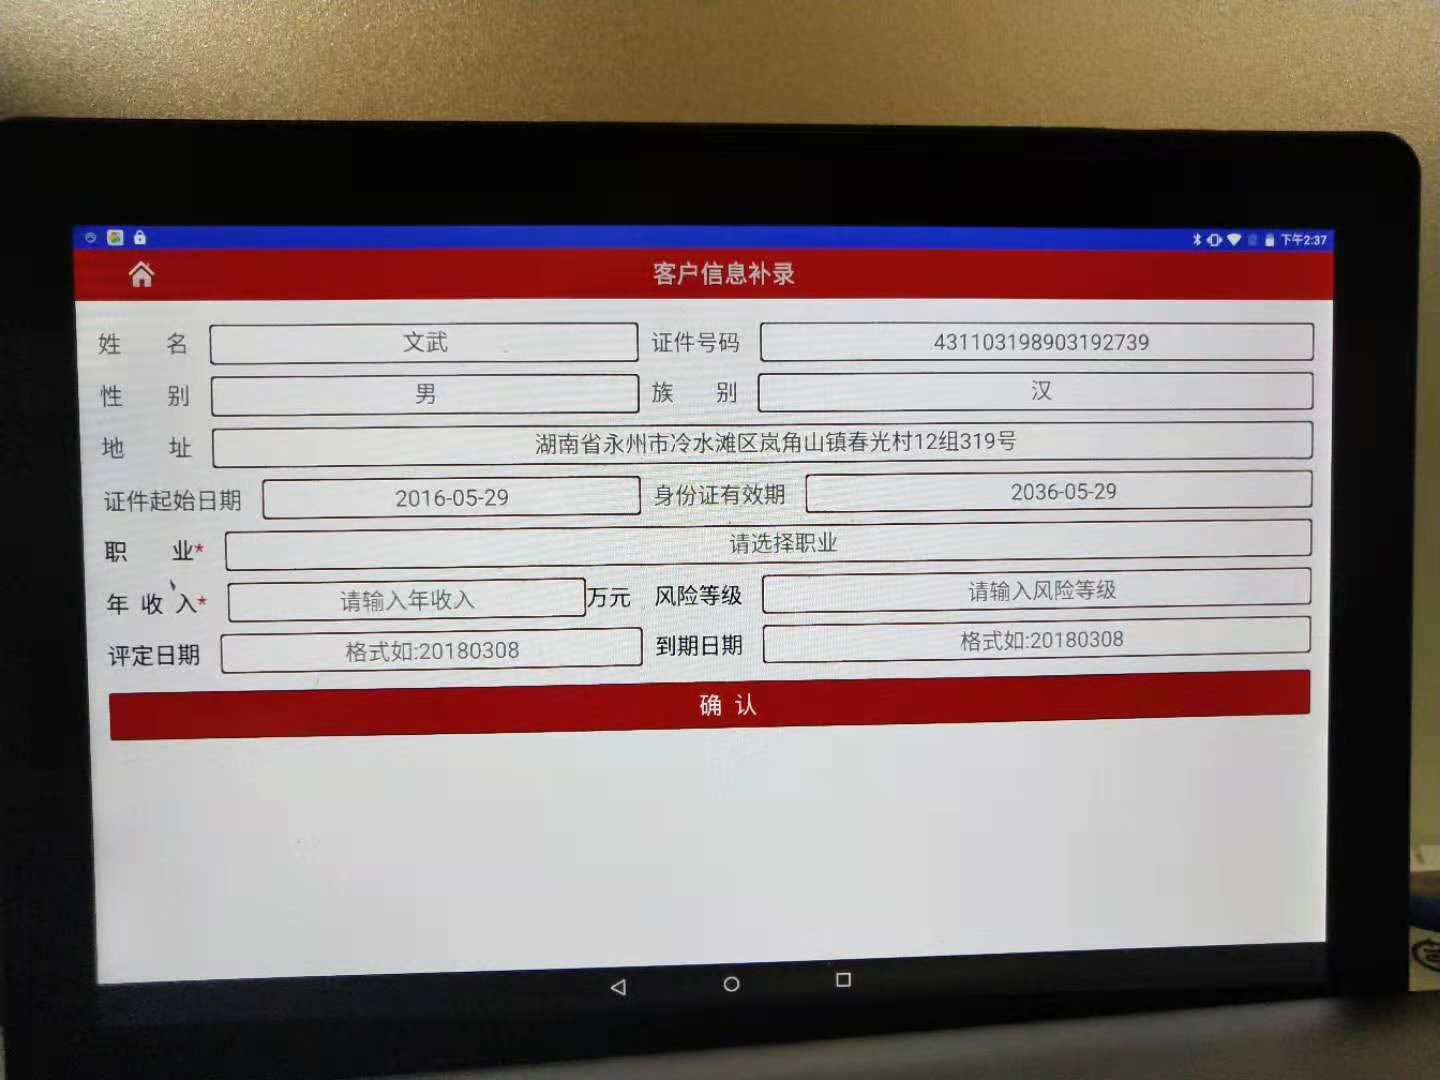 下午2:37
客户信息补录
姓 名 文武 证件号码 431103198903192739
性 别 男 族 别 汉
地 址 湖南省永州市冷水滩区岚角山镇春光村12组319号
证件起始日期 2016-05-29 身份证有效期 2036-05-29
职 业* 请选择职业
年 收 入* 请输入年收入 万元 风险等级 请输入风险等级
评定日期 格式如:20180308 到期日期 格式如:20180308
确 认